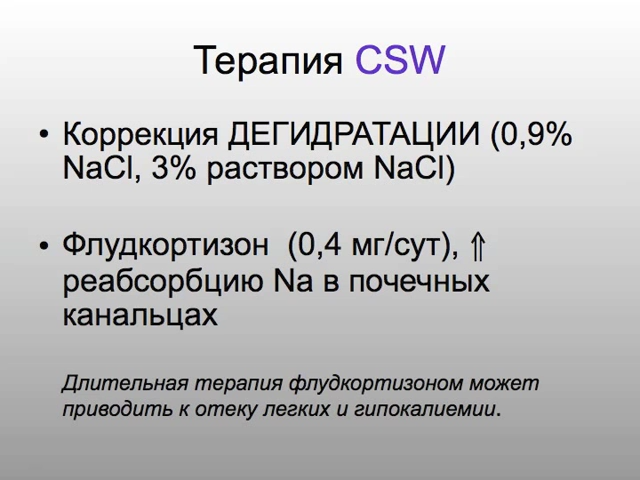 Терапия CSW
• Коррекция ДЕГИДРАТАЦИИ (0,9%
NaCl, 3% раствором NaCl)
• Флудкортизон (0,4 мг/сут), ⇑
реабсорбцию Na в почечных
канальцах
Длительная терапия флудкортизоном может
приводить к отеку легких и гипокалиемии.